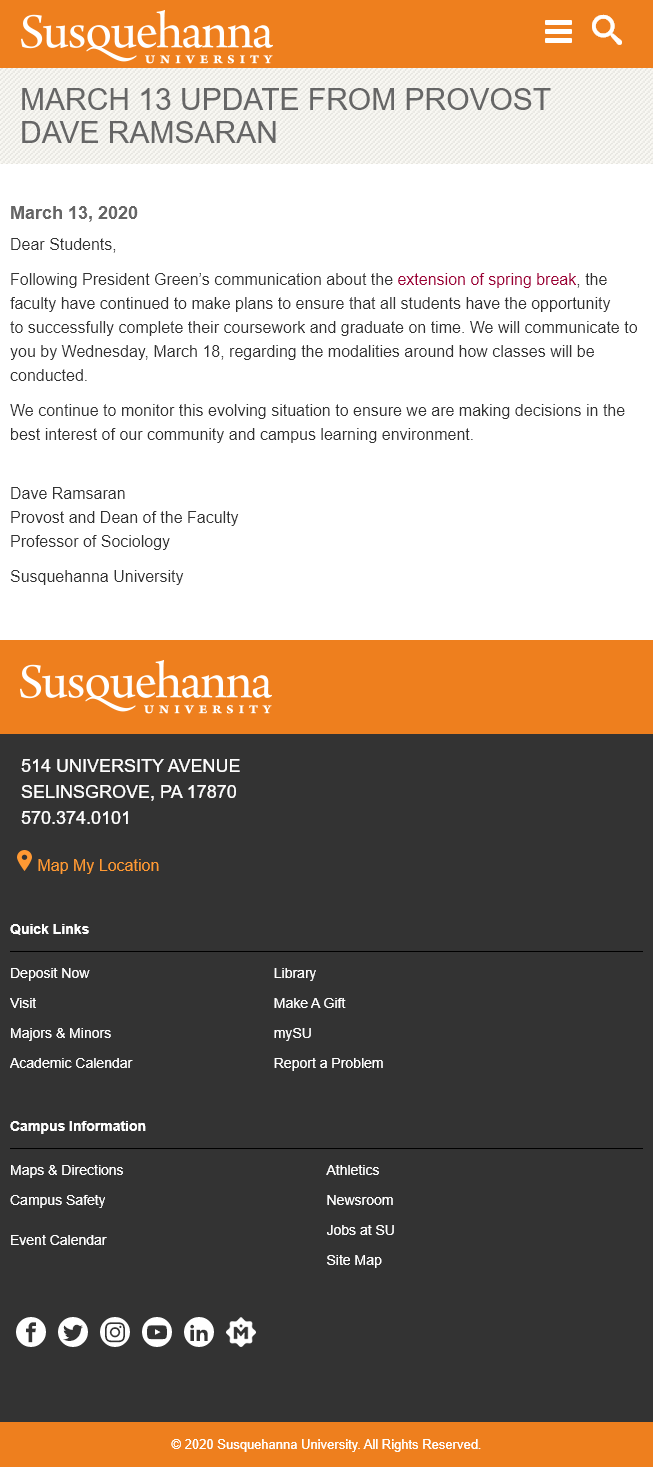 Susquehanna
UNIVERSITY
MARCH 13 UPDATE FROM PROVOST
DAVE RAMSARAN
March 13, 2020
Dear Students,
Following President Green’s communication about the extension of spring break, the
faculty have continued to make plans to ensure that all students have the opportunity
to successfully complete their coursework and graduate on time. We will communicate to
you by Wednesday, March 18, regarding the modalities around how classes will be
conducted.
We continue to monitor this evolving situation to ensure we are making decisions in the
best interest of our community and campus learning environment.
Dave Ramsaran
Provost and Dean of the Faculty
Professor of Sociology
Susquehanna University
Susquehanna
UNIVERSITY
514 UNIVERSITY AVENUE
SELINSGROVE, PA 17870
570.374.0101
Map My Location
Quick Links
Deposit Now
Visit
Majors & Minors
Academic Calendar
Library
Make A Gift
mySU
Report a Problem
Campus Information
Maps & Directions
Campus Safety
Event Calendar
Athletics
Newsroom
Jobs at SU
Site Map
© 2020 Susquehanna University. All Rights Reserved.